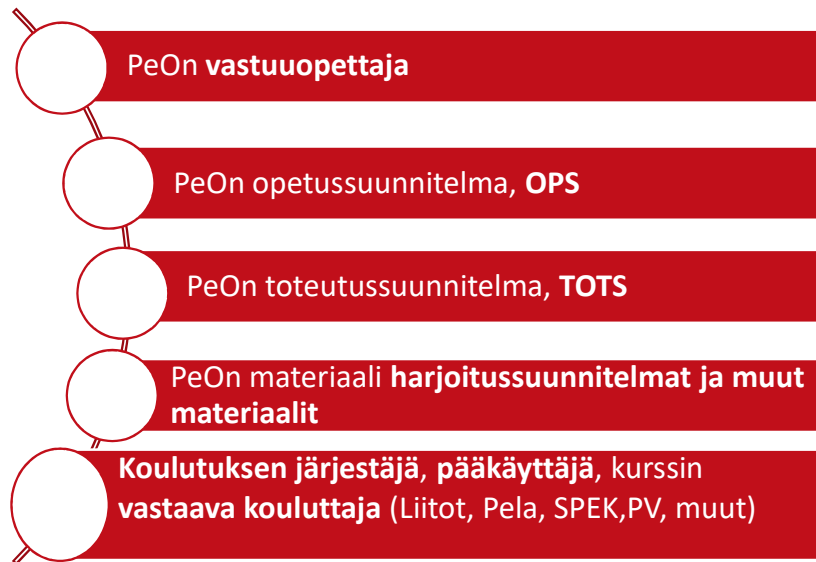 PeOn vastuuopettaja
PeOn opetussuunnitelma, OPS
PeOn toteutussuunnitelma, TOTS
PeOn materiaali harjoitussuunnitelmat ja muut
materiaalit
Koulutuksen järjestäjä, pääkäyttäjä, kurssin
vastaava kouluttaja (Liitot, Pela, SPEK,PV, muut)